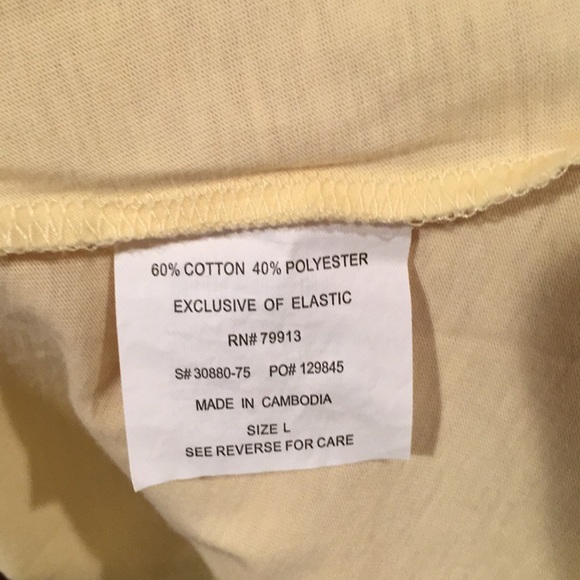 60% COTTON 40% POLYESTER
EXCLUSIVE OF ELASTIC
RN# 79913
S# 30880-75 PO# 129845
MADE IN CAMBODIA
SIZE L
SEE REVERSE FOR CARE